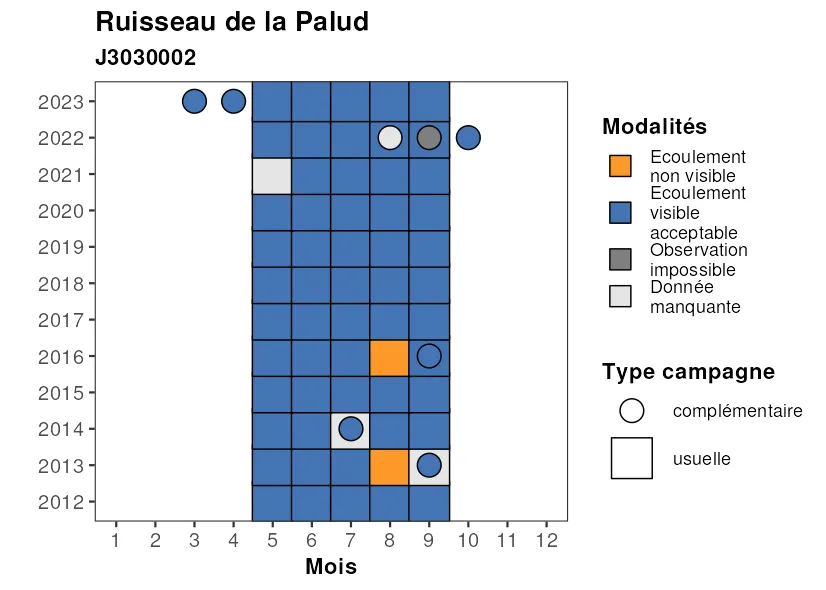 Ruisseau de la Palud
J3030002
2023
2022
2021
2020
2019
2018
2017
2016
2015
2014
2013
2012
1 2 3 4 5 6 7 8 9 10 11 12
Mois
Modalités
Ecoulement
non visible
Ecoulement
visible
acceptable
Observation
impossible
Donnée
manquante
Type campagne
complémentaire
usuelle